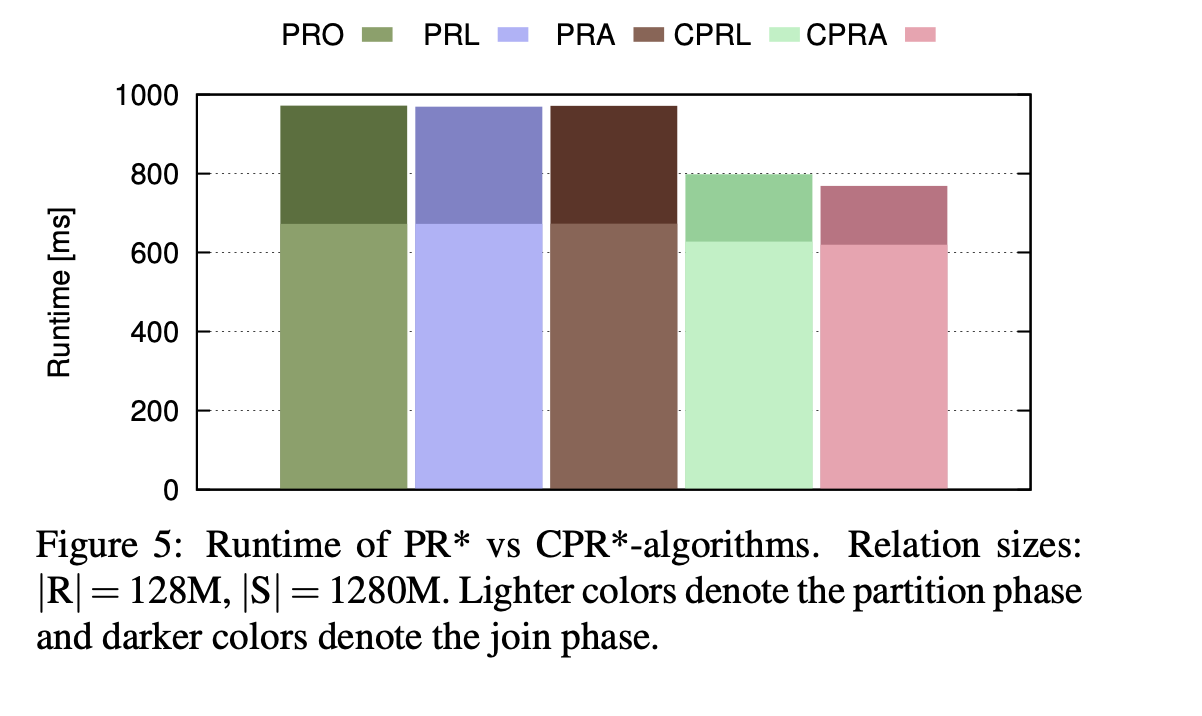 PRO PRL PRA CPRL CPRA
1000
800
600
400
200
0
Runtime [ms]
Figure 5: Runtime of PR* vs CPR*-algorithms. Relation sizes:
|R| = 128M, |S| = 1280M. Lighter colors denote the partition phase
and darker colors denote the join phase.